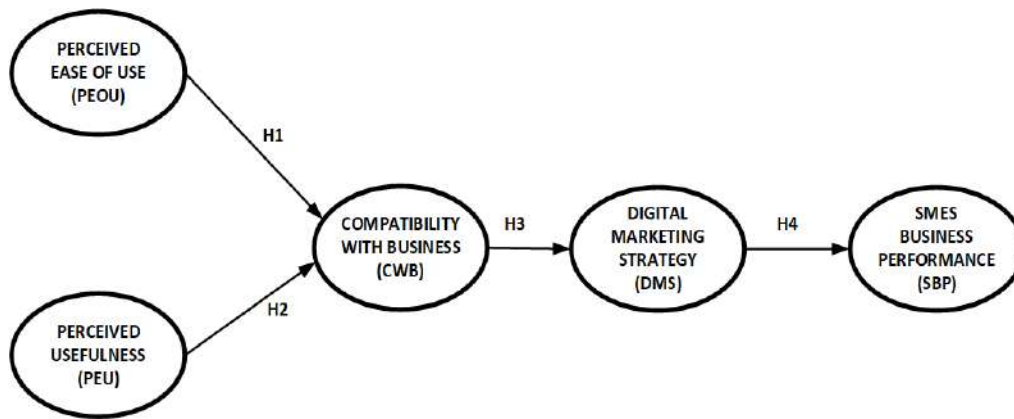 PERCEIVED
EASE OF USE
(PEOU)
H1
COMPATIBILITY
WITH BUSINESS
(CWB)
H3
DIGITAL
MARKETING
STRATEGY
(DMS)
H4
SMES
BUSINESS
PERFORMANCE
(SBP)
H2
PERCEIVED
USEFULNESS
(PEU)